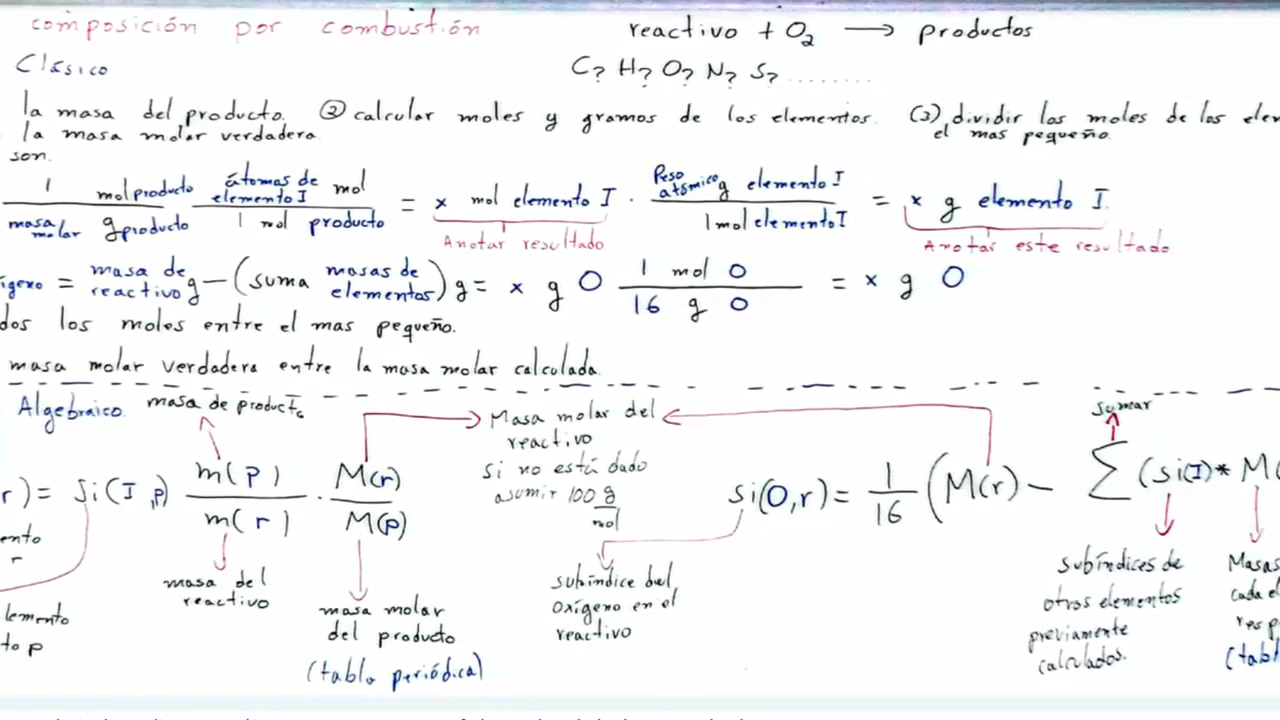 composición por combustión
reactivo + O₂ → productos
Clásico
C? H? O? N? S? ........
la masa del producto. ② calcular moles y gramos de los elementos. (3) dividir los moles de los
la masa molar verdadera el mas pequeño.
son.
1 mol producto / masa molar g producto átomos de elemento I mol / 1 mol producto = x mol elemento I · Peso atómico g elemento I / 1 mol elemento I = x g elemento I.
Anotar resultado
Anotar este resultado
= masa de reactivo g — (suma masas de elementos) g = x g O 1 mol O / 16 g O = x g O
los moles entre el mas pequeño.
masa molar verdadera entre la masa molar calculada.
Algebraico.
masa de producto
Masa molar del
reactivo
si no está dado
asumir 100 g/mol
sumar
r) = si(I,p) m(p)/m(r) · M(r)/M(p)
si(O,r) = 1/16 (M(r) — Σ (si(I) * M(
r
masa del
reactivo
masa molar
del producto
(tabla periódica)
subíndice del
oxígeno en el
reactivo
subíndices de
otros elementos
previamente
calculados.
Masas
cada